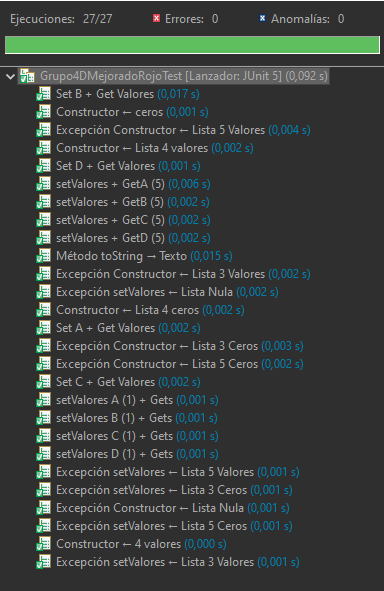 Ejecuciones: 27/27 Errores: 0 Anomalías: 0
Grupo4DMejoradoRojoTest [Lanzador: JUnit 5] (0,092 s)
Set B + Get Valores (0,017 s)
Constructor ← ceros (0,001 s)
Excepción Constructor ← Lista 5 Valores (0,004 s)
Constructor ← Lista 4 valores (0,002 s)
Set D + Get Valores (0,001 s)
setValores + GetA (5) (0,006 s)
setValores + GetB (5) (0,002 s)
setValores + GetC (5) (0,002 s)
setValores + GetD (5) (0,002 s)
Método toString → Texto (0,015 s)
Excepción Constructor ← Lista 3 Valores (0,002 s)
Excepción setValores ← Lista Nula (0,002 s)
Constructor ← Lista 4 ceros (0,002 s)
Set A + Get Valores (0,002 s)
Excepción Constructor ← Lista 3 Ceros (0,003 s)
Excepción Constructor ← Lista 5 Ceros (0,002 s)
Set C + Get Valores (0,002 s)
setValores A (1) + Gets (0,001 s)
setValores B (1) + Gets (0,001 s)
setValores C (1) + Gets (0,001 s)
setValores D (1) + Gets (0,001 s)
Excepción setValores ← Lista 5 Valores (0,001 s)
Excepción setValores ← Lista 3 Ceros (0,001 s)
Excepción Constructor ← Lista Nula (0,001 s)
Excepción setValores ← Lista 5 Ceros (0,001 s)
Constructor ← 4 valores (0,000 s)
Excepción setValores ← Lista 3 Valores (0,001 s)